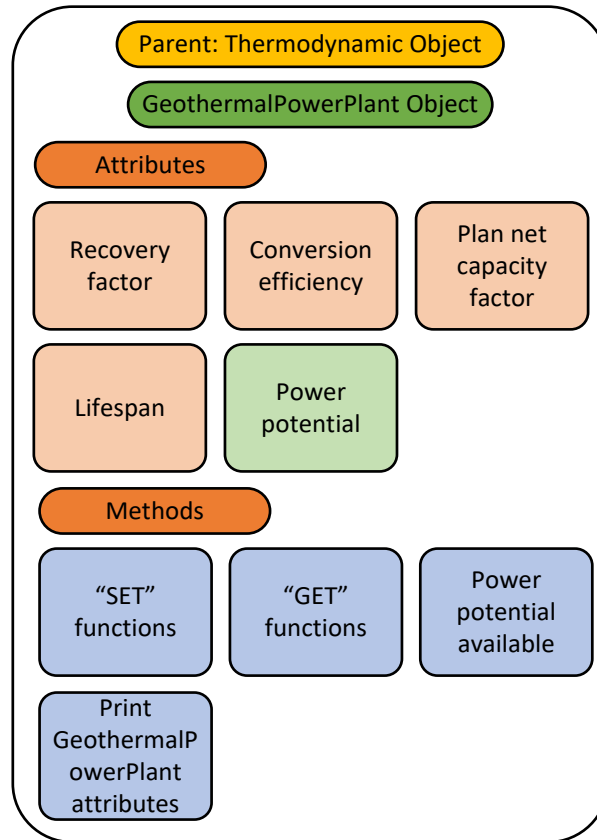 Parent: Thermodynamic Object
GeothermalPowerPlant Object
Attributes
Recovery
factor
Conversion
efficiency
Plan net
capacity
factor
Lifespan
Power
potential
Methods
“SET”
functions
“GET”
functions
Power
potential
available
Print
GeothermalP
owerPlant
attributes